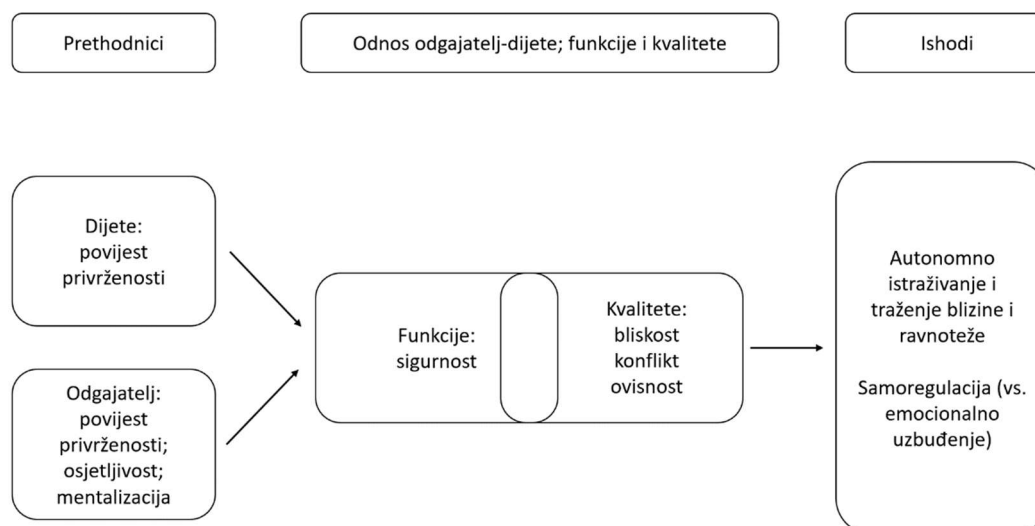 Prethodnici
Odnos odgajatelj-dijete; funkcije i kvalitete
Ishodi
Dijete:
povijest
privrženosti
Odgajatelj:
povijest
privrženosti;
osjetljivost;
mentalizacija
Funkcije:
sigurnost
Kvalitete:
bliskost
konflikt
ovisnost
Autonomno
istraživanje i
traženje blizine i
ravnoteže
Samoregulacija (vs.
emocionalno
uzbuđenje)